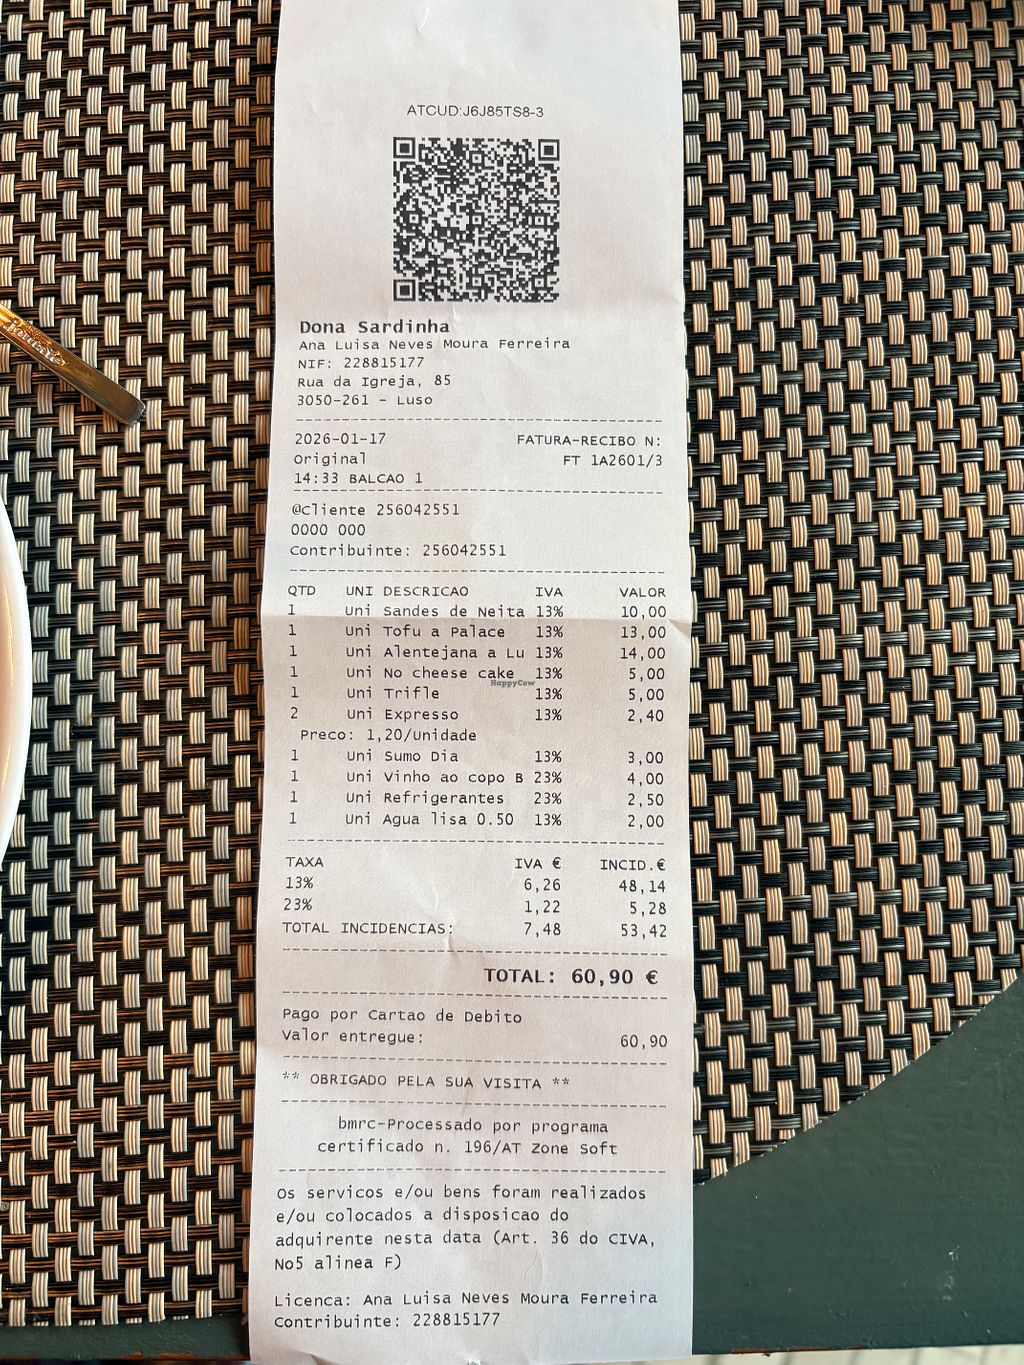 ATCUD:J6J85TS8-3
Dona Sardinha
Ana Luisa Neves Moura Ferreira
NIF: 228815177
Rua da Igreja, 85
3050-261 - Luso
2026-01-17 FATURA-RECIBO N:
Original FT 1A2601/3
14:33 BALCAO 1
@Cliente 256042551
0000 000
Contribuinte: 256042551
QTD UNI DESCRICAO IVA VALOR
1 Uni Sandes de Neita 13% 10,00
1 Uni Tofu a Palace 13% 13,00
1 Uni Alentejana a Lu 13% 14,00
1 Uni No cheese cake 13% 5,00
HappyCow
1 Uni Trifle 13% 5,00
2 Uni Expresso 13% 2,40
Preco: 1,20/Unidade
1 Uni Sumo Dia 13% 3,00
1 Uni Vinho ao copo B 23% 4,00
1 Uni Refrigerantes 23% 2,50
1 Uni Agua lisa 0.50 13% 2,00
TAXA IVA € INCID.€
13% 6,26 48,14
23% 1,22 5,28
TOTAL INCIDENCIAS: 7,48 53,42
TOTAL: 60,90 €
Pago por Cartao de Debito
Valor entregue: 60,90
** OBRIGADO PELA SUA VISITA **
bmrc-Processado por programa
certificado n. 196/AT Zone Soft
Os servicos e/ou bens foram realizados
e/ou colocados a disposicao do
adquirente nesta data (Art. 36 do CIVA,
No5 alinea F)
Licenca: Ana Luisa Neves Moura Ferreira
Contribuinte: 228815177